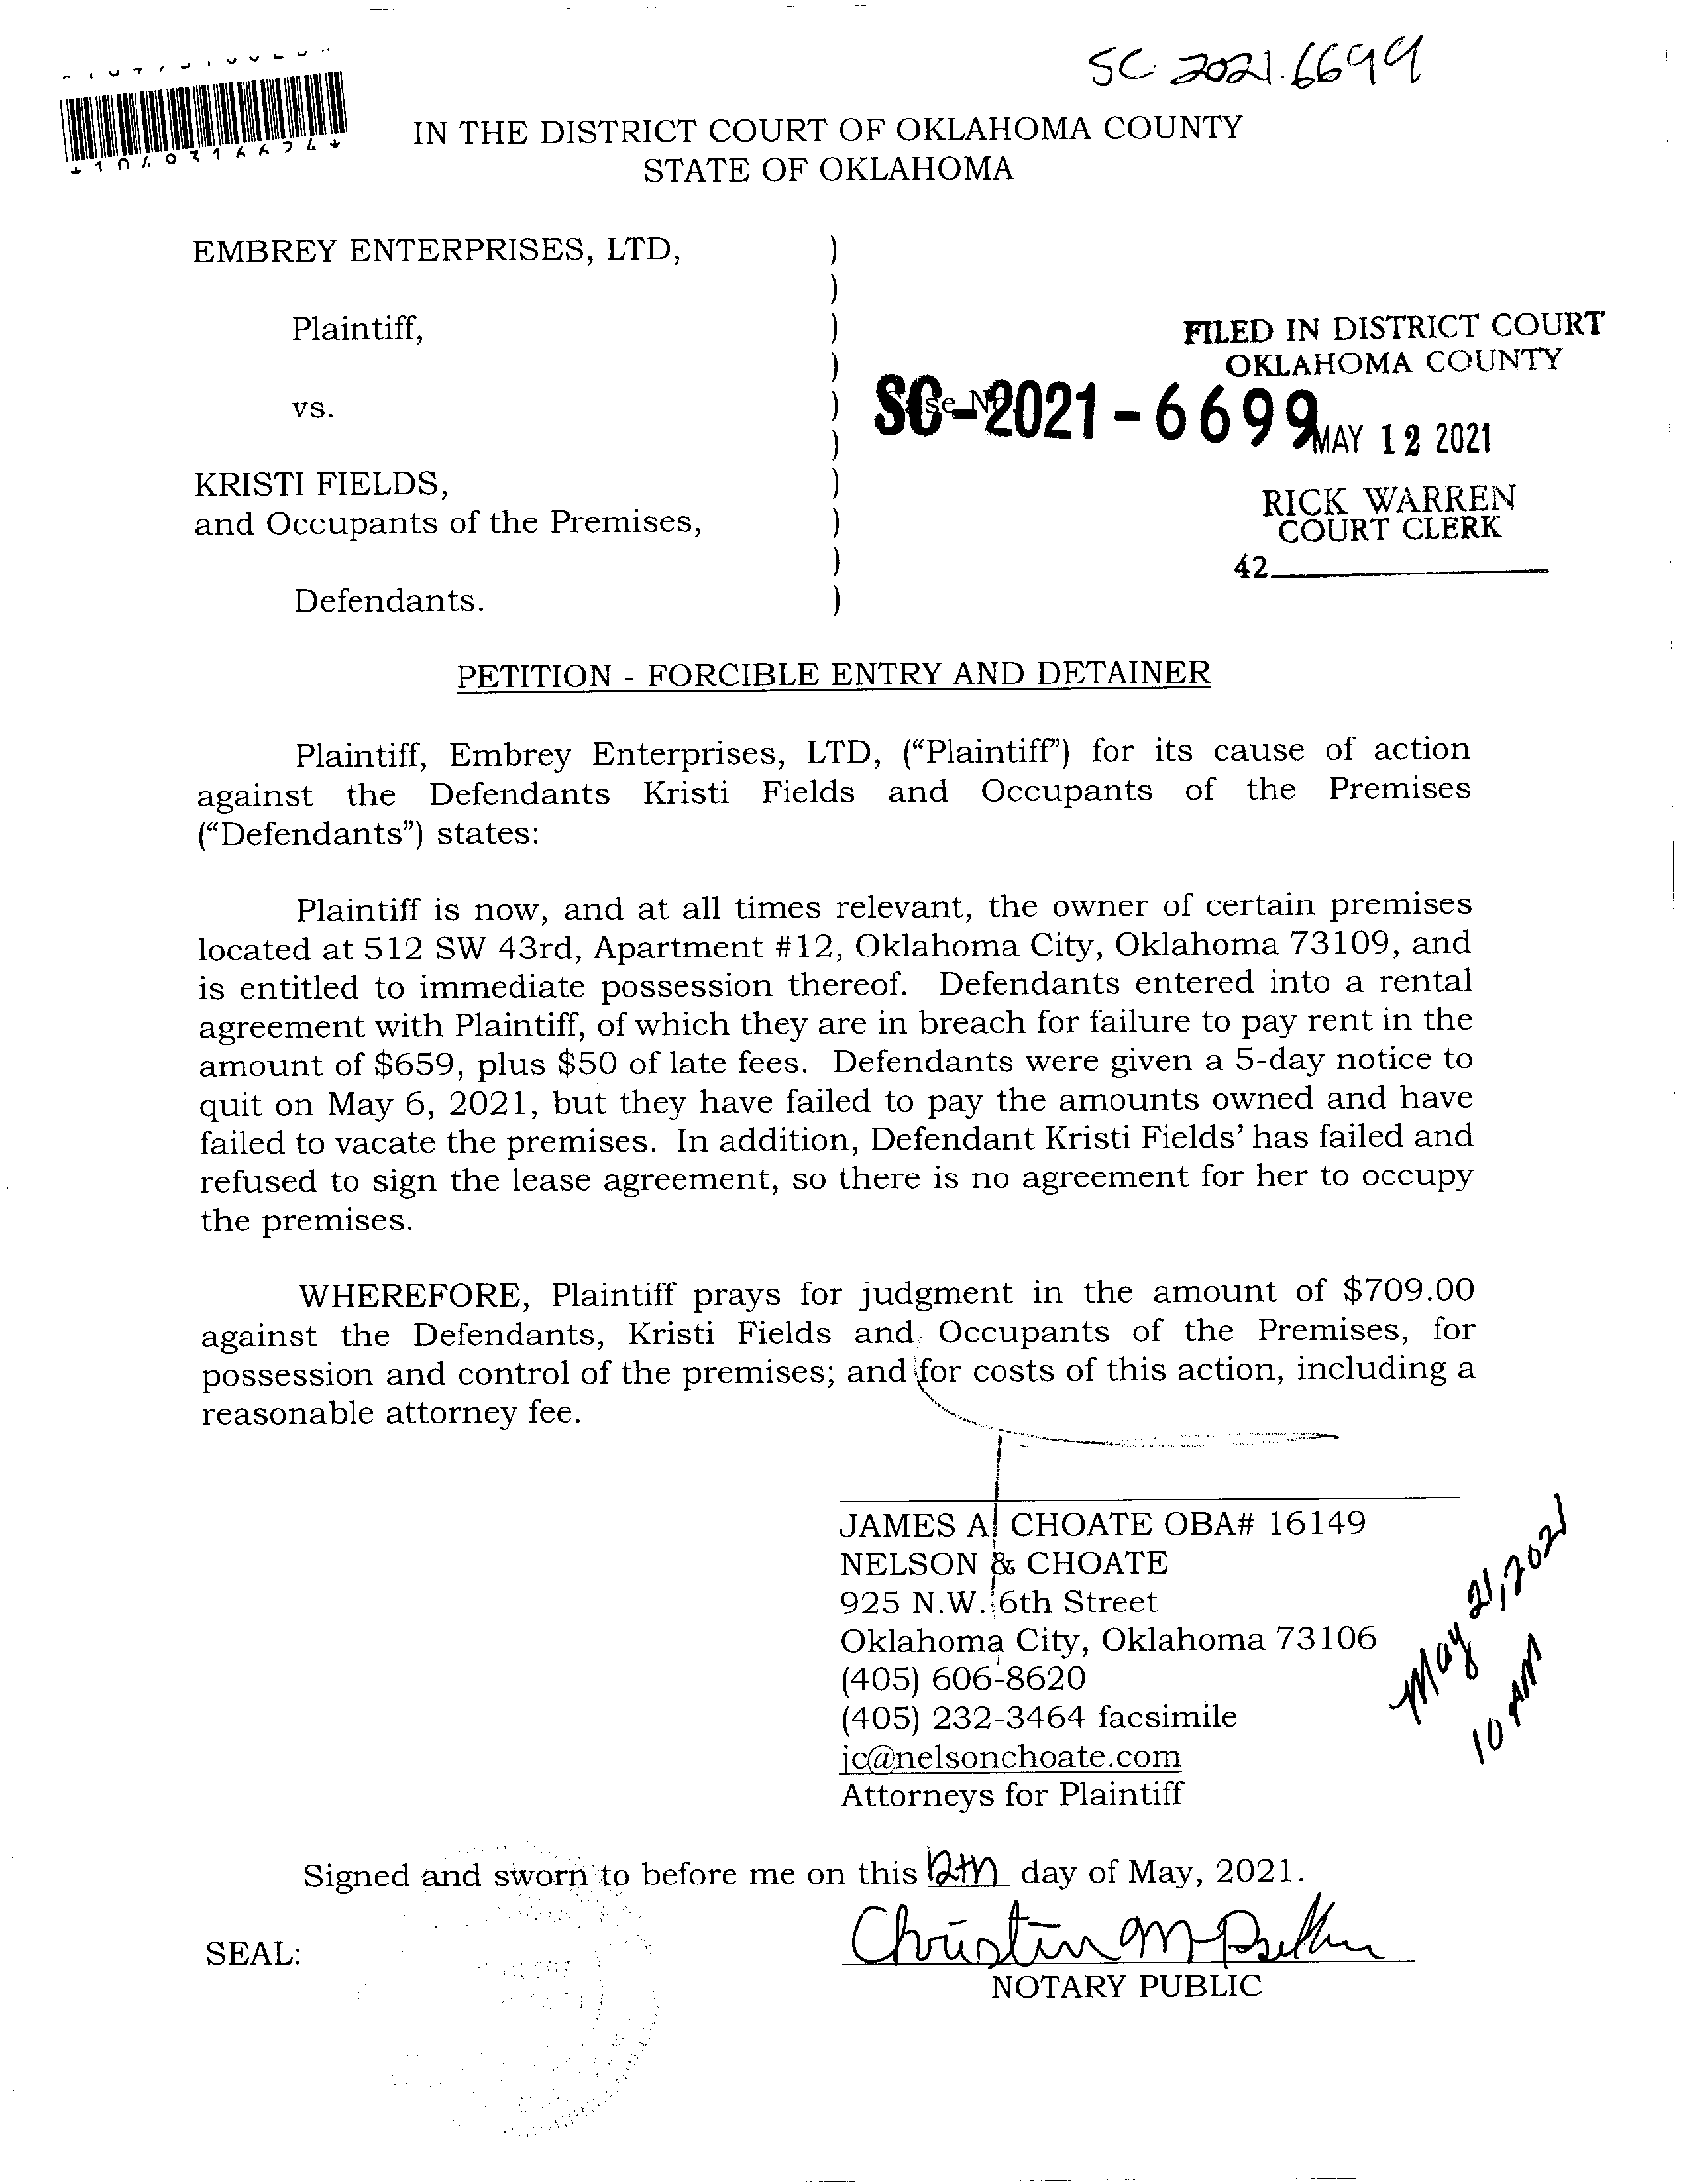 SC 2021.6699
IN THE DISTRICT COURT OF OKLAHOMA COUNTY
STATE OF OKLAHOMA
EMBREY ENTERPRISES, LTD, )
)
Plaintiff, )
)
vs. )
)
KRISTI FIELDS, )
and Occupants of the Premises, )
)
Defendants. )
FILED IN DISTRICT COURT
OKLAHOMA COUNTY
SC-2021-6699
MAY 12 2021
RICK WARREN
COURT CLERK
42
PETITION - FORCIBLE ENTRY AND DETAINER
Plaintiff, Embrey Enterprises, LTD, (“Plaintiff”) for its cause of action
against the Defendants Kristi Fields and Occupants of the Premises
(“Defendants”) states:
Plaintiff is now, and at all times relevant, the owner of certain premises
located at 512 SW 43rd, Apartment #12, Oklahoma City, Oklahoma 73109, and
is entitled to immediate possession thereof. Defendants entered into a rental
agreement with Plaintiff, of which they are in breach for failure to pay rent in the
amount of $659, plus $50 of late fees. Defendants were given a 5-day notice to
quit on May 6, 2021, but they have failed to pay the amounts owned and have
failed to vacate the premises. In addition, Defendant Kristi Fields’ has failed and
refused to sign the lease agreement, so there is no agreement for her to occupy
the premises.
WHEREFORE, Plaintiff prays for judgment in the amount of $709.00
against the Defendants, Kristi Fields and Occupants of the Premises, for
possession and control of the premises; and for costs of this action, including a
reasonable attorney fee.
JAMES A. CHOATE OBA# 16149
NELSON & CHOATE
925 N.W. 6th Street
Oklahoma City, Oklahoma 73106
(405) 606-8620
(405) 232-3464 facsimile
jc@nelsonchoate.com
Attorneys for Plaintiff
May 21, 2021
10 AM
Signed and sworn to before me on this 12th day of May, 2021.
SEAL:
Christin M
NOTARY PUBLIC